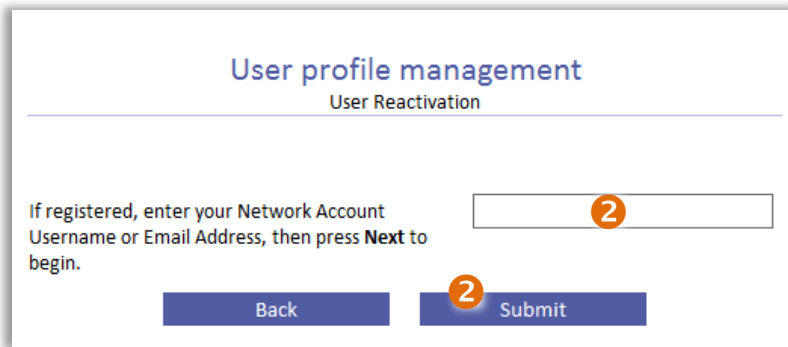 User profile management
User Reactivation
If registered, enter your Network Account
Username or Email Address, then press Next to
begin.
2
2
Back
Submit